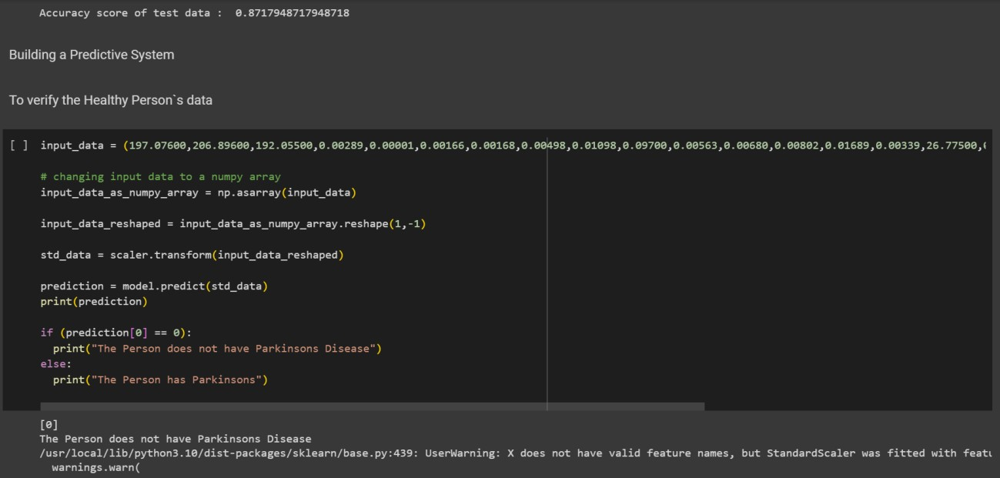 Accuracy score of test data :  0.8717948717948718
Building a Predictive System
To verify the Healthy Person`s data
[ ] input_data = (197.07600,206.89600,192.05500,0.00289,0.00001,0.00166,0.00168,0.00498,0.01098,0.09700,0.00563,0.00680,0.00802,0.01689,0.00339,26.77500,
# changing input data to a numpy array
input_data_as_numpy_array = np.asarray(input_data)
input_data_reshaped = input_data_as_numpy_array.reshape(1,-1)
std_data = scaler.transform(input_data_reshaped)
prediction = model.predict(std_data)
print(prediction)
if (prediction[0] == 0):
  print("The Person does not have Parkinsons Disease")
else:
  print("The Person has Parkinsons")
[0]
The Person does not have Parkinsons Disease
/usr/local/lib/python3.10/dist-packages/sklearn/base.py:439: UserWarning: X does not have valid feature names, but StandardScaler was fitted with featu
  warnings.warn(